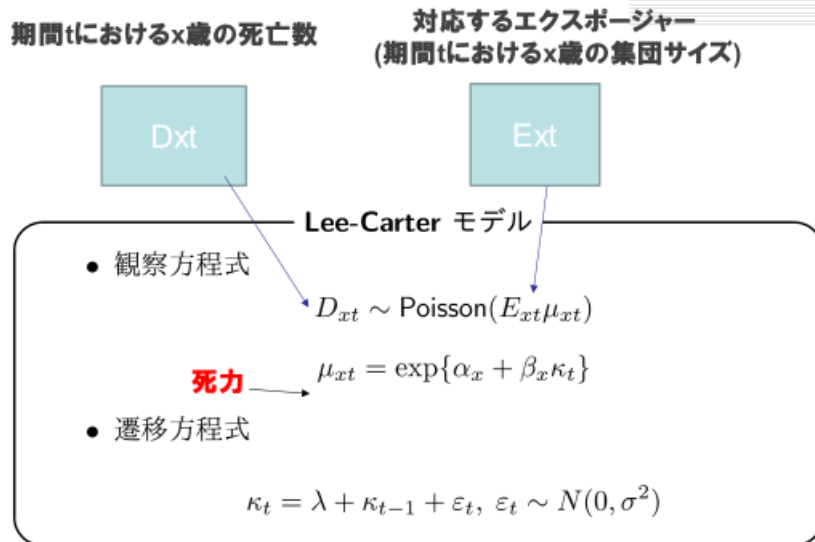 期間tにおけるx歳の死亡数
対応するエクスポージャー
(期間tにおけるx歳の集団サイズ)
Dxt
Ext
Lee-Carter モデル
• 観察方程式
D_{xt} ∼ Poisson(E_{xt}μ_{xt})
μ_{xt} = exp{α_x + β_xκ_t}
死力
• 遷移方程式
κ_t = λ + κ_{t−1} + ε_t, ε_t ∼ N(0, σ²)